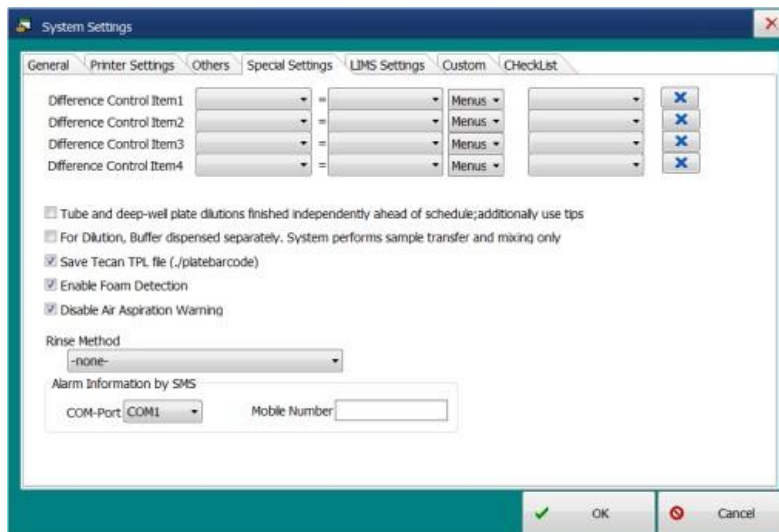 System Settings
General Printer Settings Others Special Settings LIMS Settings Custom CHeckList
Difference Control Item1 = Menus
Difference Control Item2 = Menus
Difference Control Item3 = Menus
Difference Control Item4 = Menus
Tube and deep-well plate dilutions finished independently ahead of schedule;additionally use tips
For Dilution, Buffer dispensed separately. System performs sample transfer and mixing only
Save Tecan TPL file (./platebarcode)
Enable Foam Detection
Disable Air Aspiration Warning
Rinse Method
-none-
Alarm Information by SMS
COM-Port COM1 Mobile Number
OK Cancel